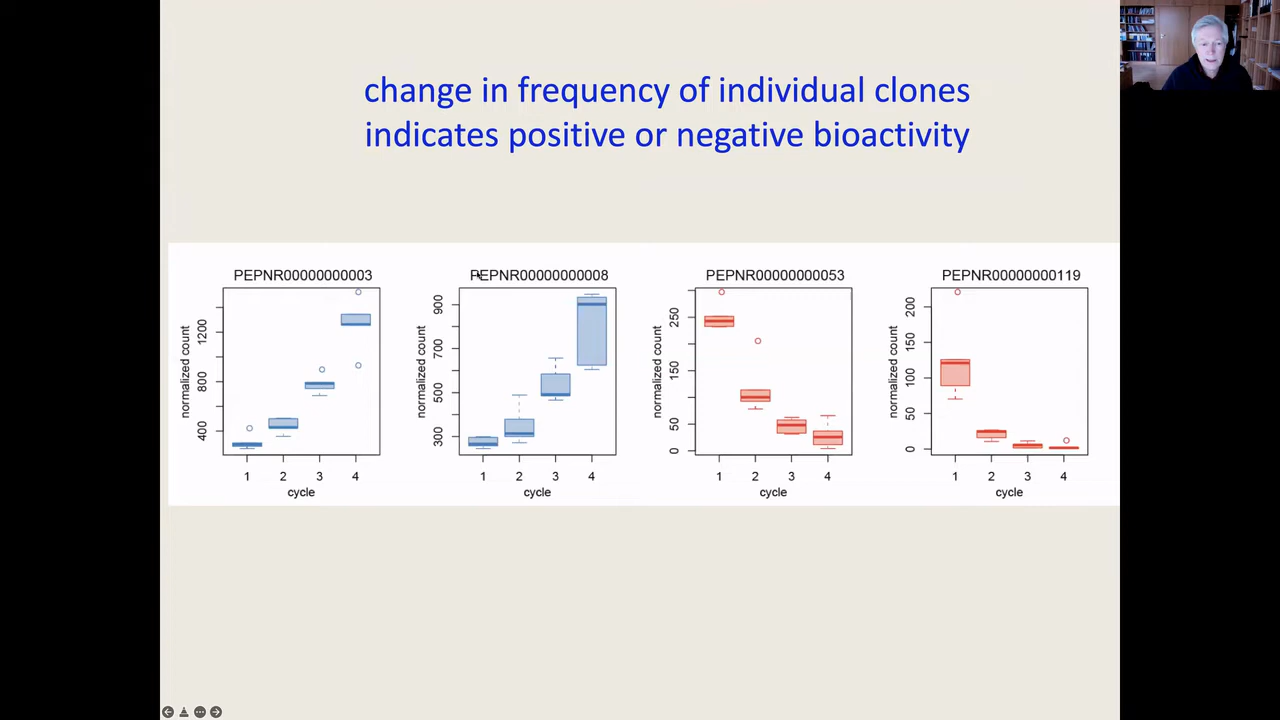 change in frequency of individual clones
indicates positive or negative bioactivity
PEPNR00000000003
normalized count
400
800
1200
1 2 3 4
cycle
PEPNR00000000008
normalized count
300
500
700
900
1 2 3 4
cycle
PEPNR00000000053
normalized count
0
50
150
250
1 2 3 4
cycle
PEPNR00000000119
normalized count
0
50
100
150
200
1 2 3 4
cycle